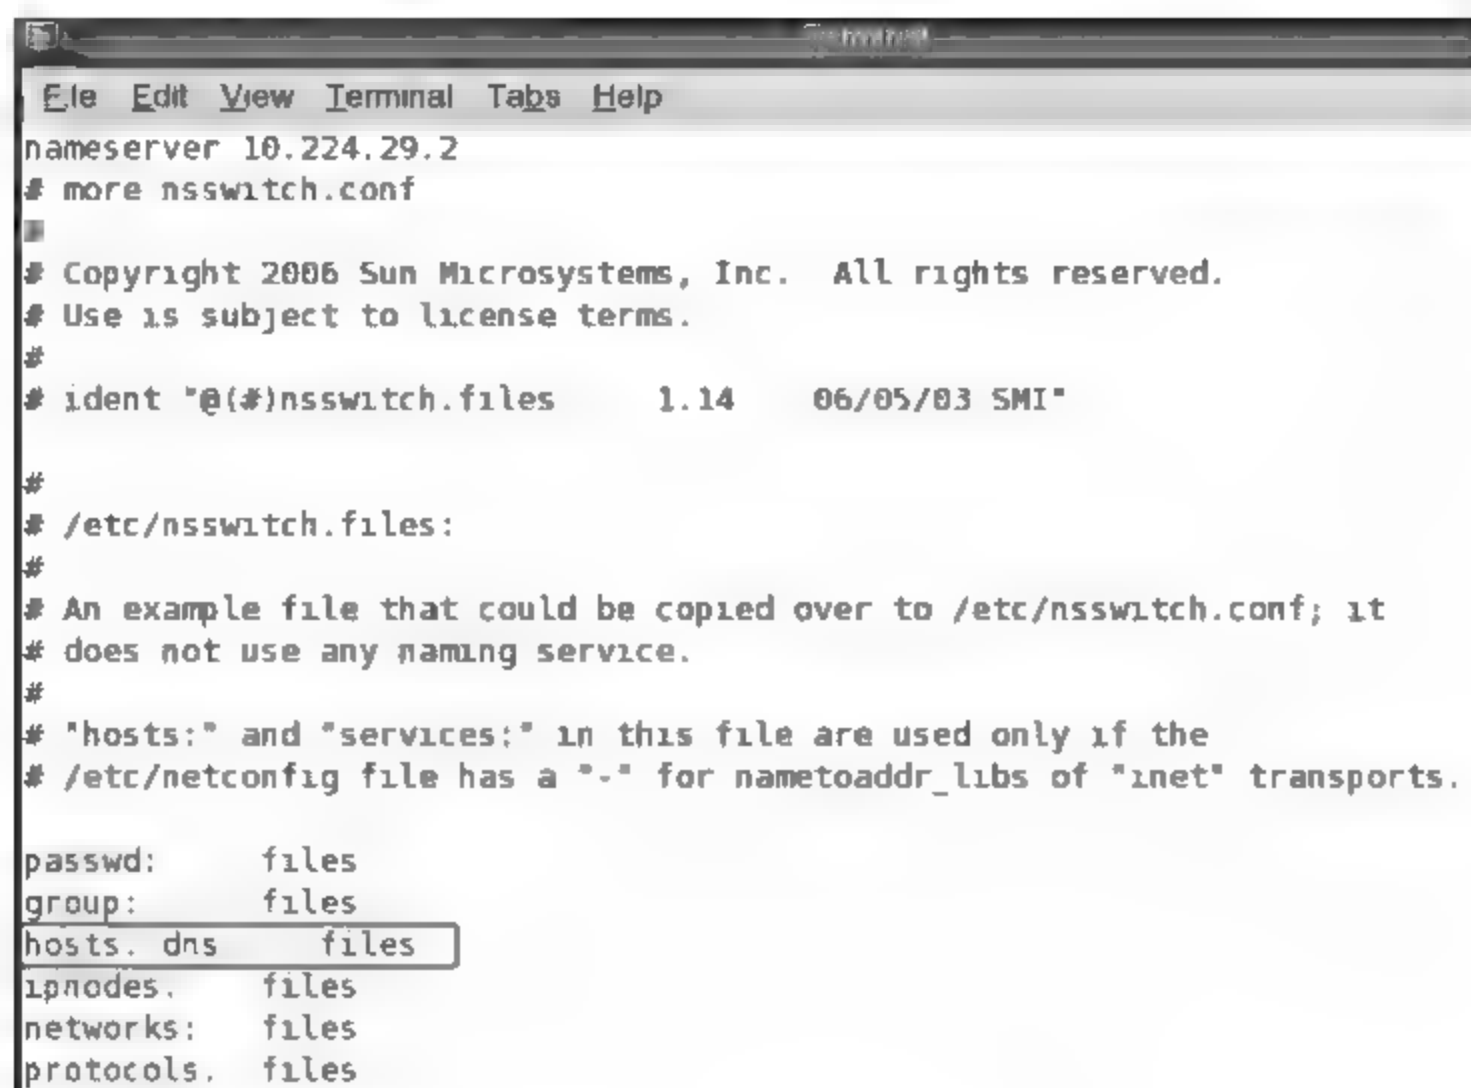 File Edit View Terminal Tabs Help
nameserver 10.224.29.2
# more nsswitch.conf
#
# Copyright 2006 Sun Microsystems, Inc.  All rights reserved.
# Use is subject to license terms.
#
# ident "@(#)nsswitch.files     1.14    06/05/03 SMI"
#
# /etc/nsswitch.files:
#
# An example file that could be copied over to /etc/nsswitch.conf; it
# does not use any naming service.
#
# "hosts:" and "services:" in this file are used only if the
# /etc/netconfig file has a "-" for nametoaddr_libs of "inet" transports.
passwd:     files
group:      files
hosts: dns     files
ipnodes:    files
networks:   files
protocols:  files